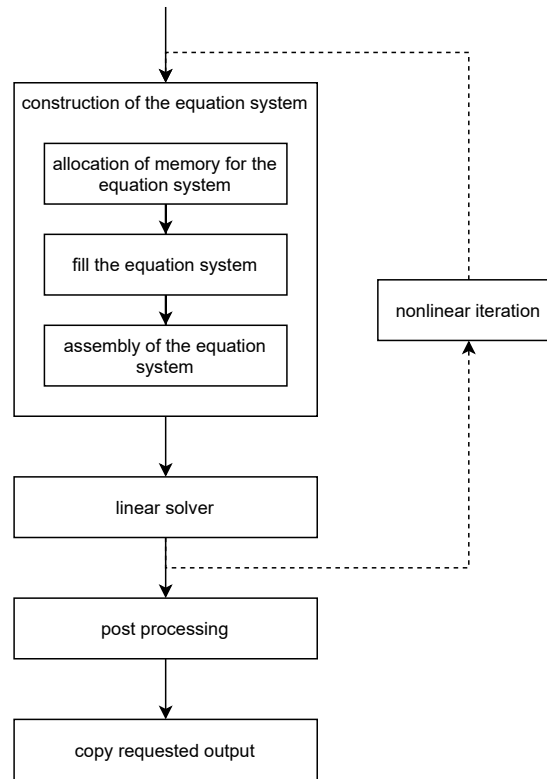 construction of the equation system
allocation of memory for the
equation system
fill the equation system
assembly of the equation
system
nonlinear iteration
linear solver
post processing
copy requested output